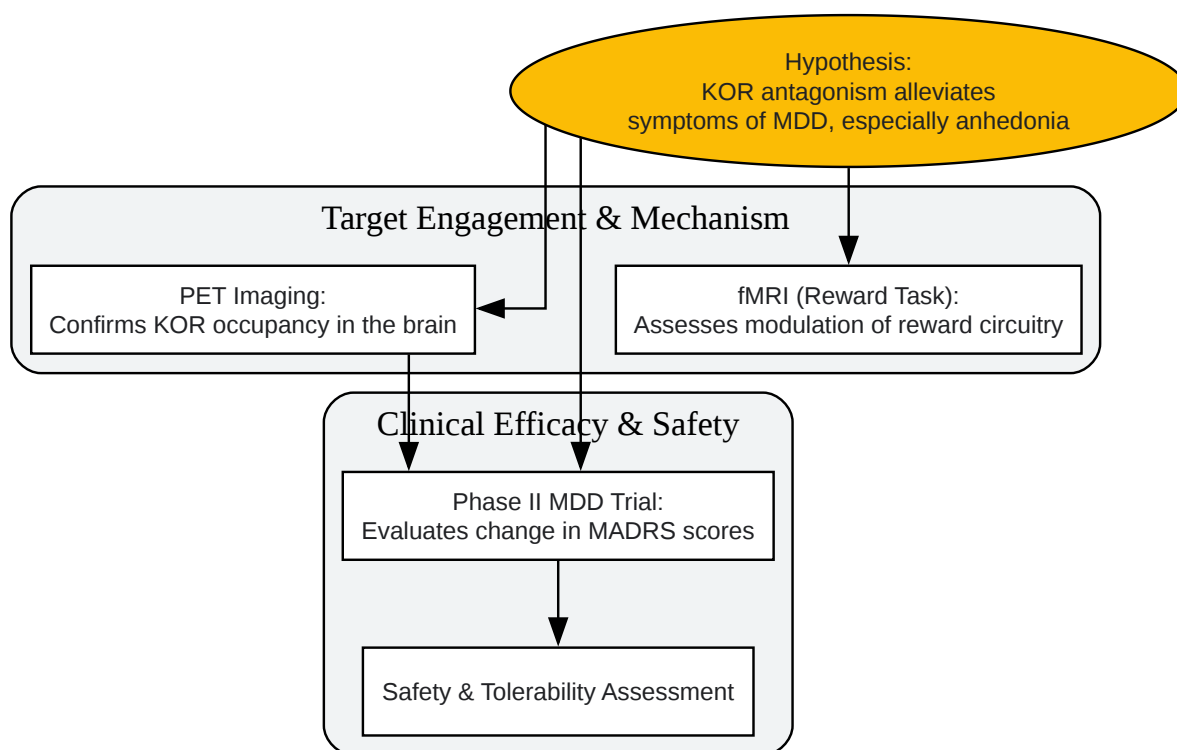 Hypothesis:
KOR antagonism alleviates
symptoms of MDD, especially anhedonia
Target Engagement & Mechanism
PET Imaging:
Confirms KOR occupancy in the brain
fMRI (Reward Task):
Assesses modulation of reward circuitry
Clinical Efficacy & Safety
Phase II MDD Trial:
Evaluates change in MADRS scores
Safety & Tolerability Assessment